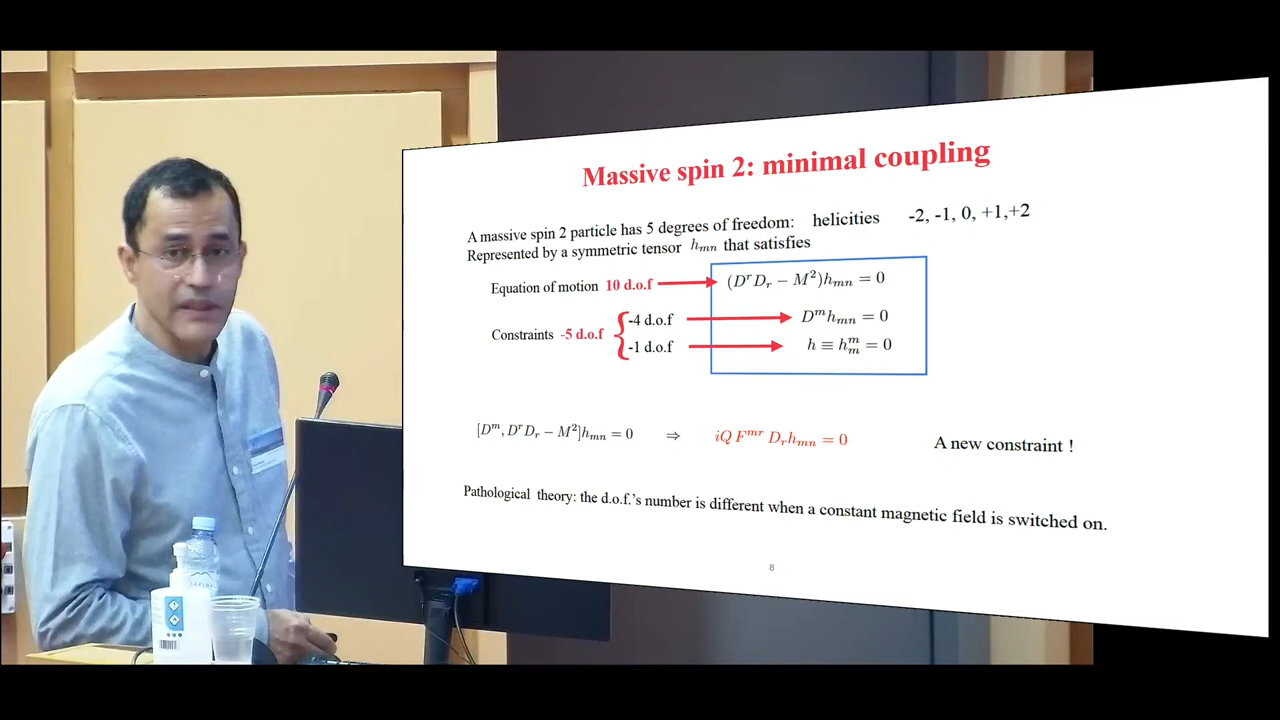 Massive spin 2: minimal coupling
A massive spin 2 particle has 5 degrees of freedom: helicities -2, -1, 0, +1,+2
Represented by a symmetric tensor h_{mn} that satisfies
Equation of motion 10 d.o.f (D^r D_r − M^2)h_{mn} = 0
Constraints -5 d.o.f { -4 d.o.f D^m h_{mn} = 0
-1 d.o.f h ≡ h^m_m = 0
[D^m, D^r D_r − M^2]h_{mn} = 0 ⇒ iQ F^{mr} D_r h_{mn} = 0 A new constraint !
Pathological theory: the d.o.f.'s number is different when a constant magnetic field is switched on.
8